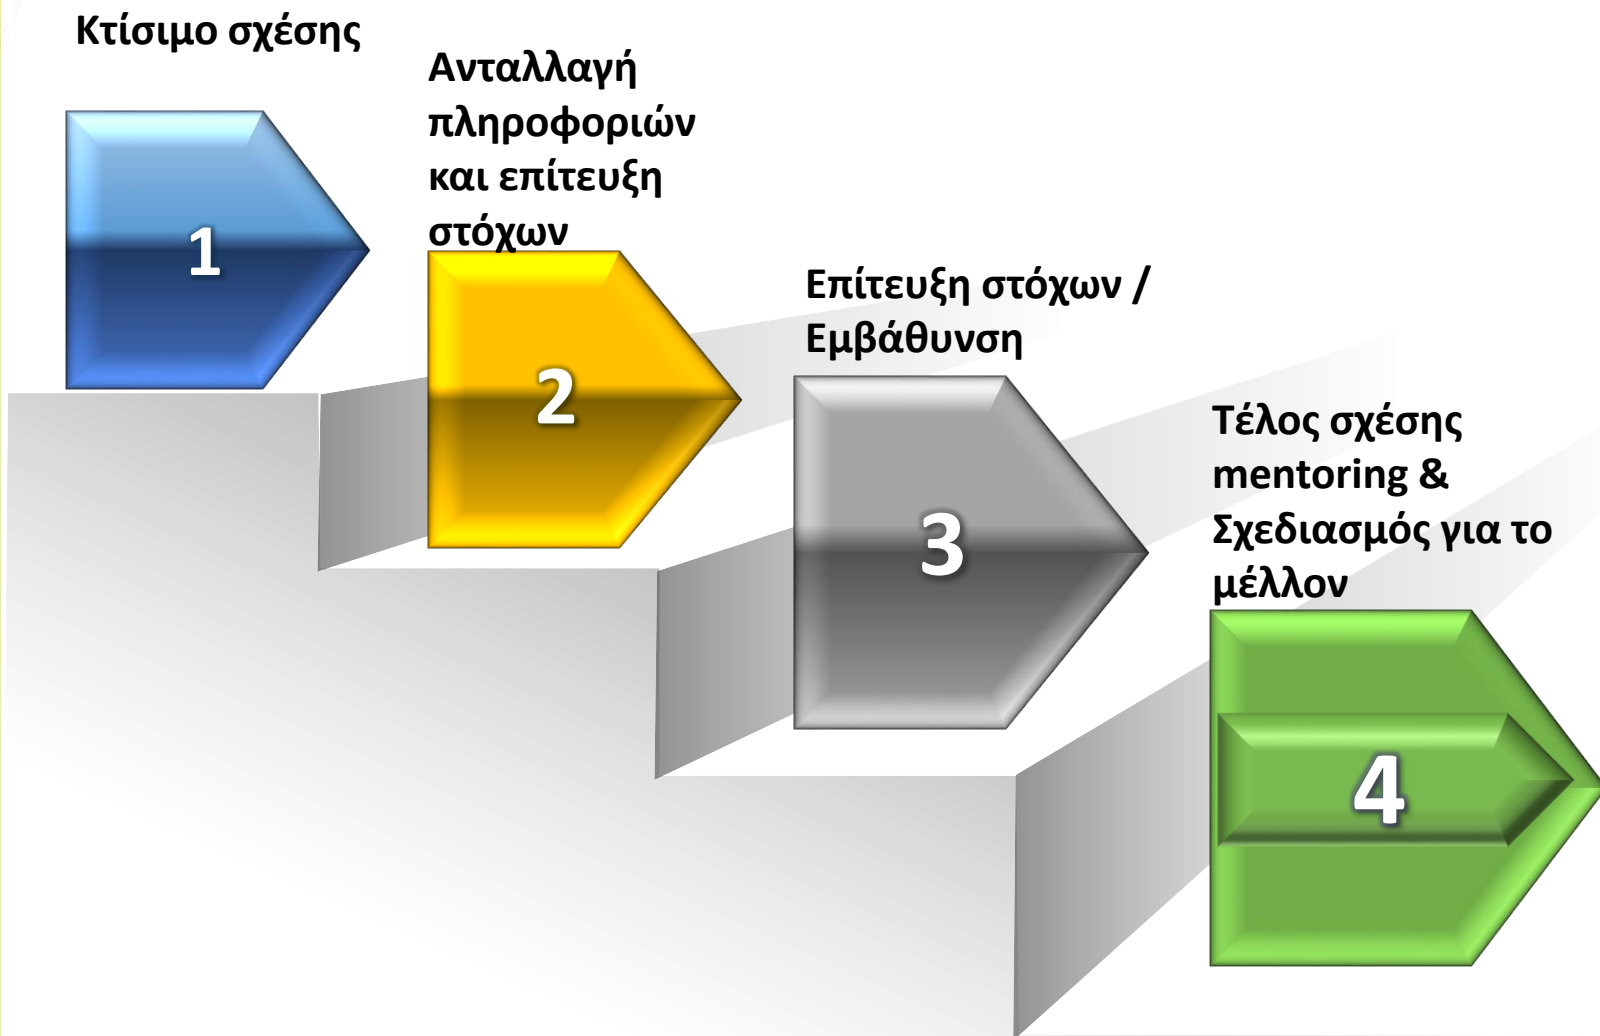 Κτίσιμο σχέσης
1
Ανταλλαγή
πληροφοριών
και επίτευξη
στόχων
2
Επίτευξη στόχων /
Εμβάθυνση
3
Τέλος σχέσης
mentoring &
Σχεδιασμός για το
μέλλον
4